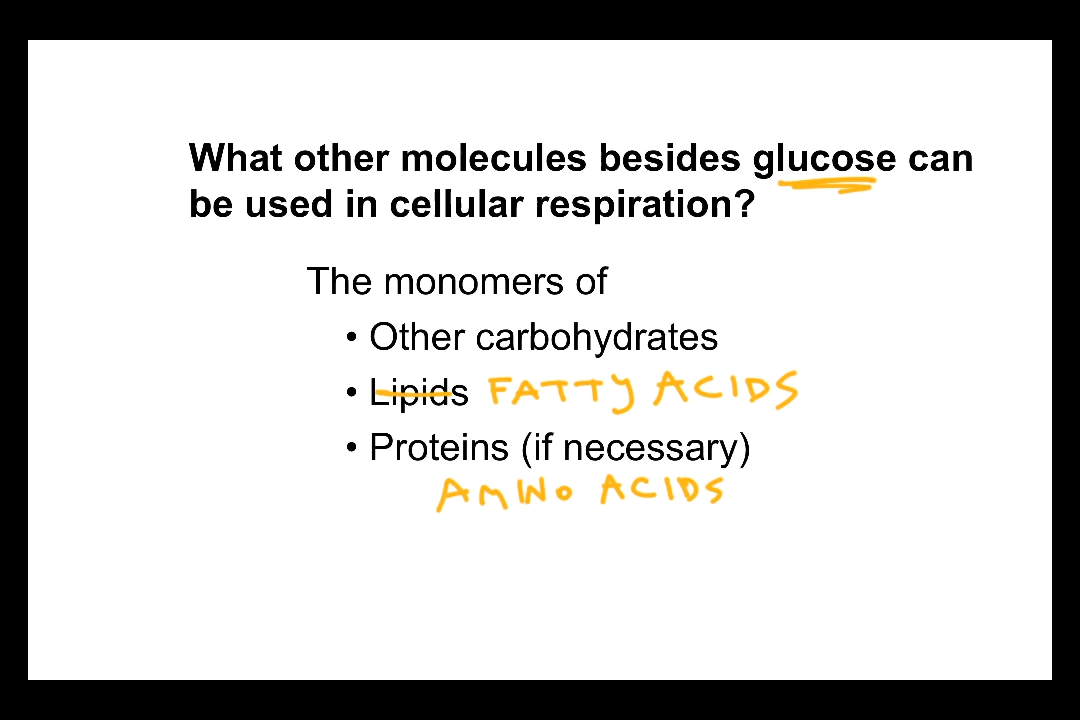 What other molecules besides glucose can
be used in cellular respiration?
The monomers of
• Other carbohydrates
• Lipids FATTY ACIDS
• Proteins (if necessary)
AMINO ACIDS